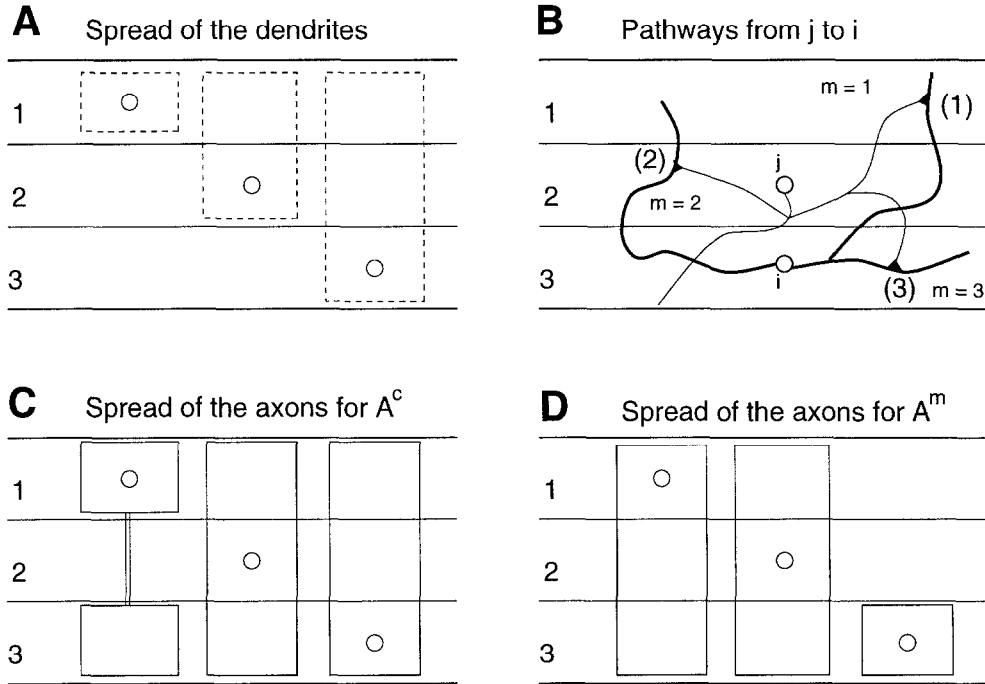 A Spread of the dendrites
1
2
3
B Pathways from j to i
1
2
3
m = 1
(1)
(2)
j
m = 2
i
(3)
m = 3
C Spread of the axons for A^c
1
2
3
D Spread of the axons for A^m
1
2
3